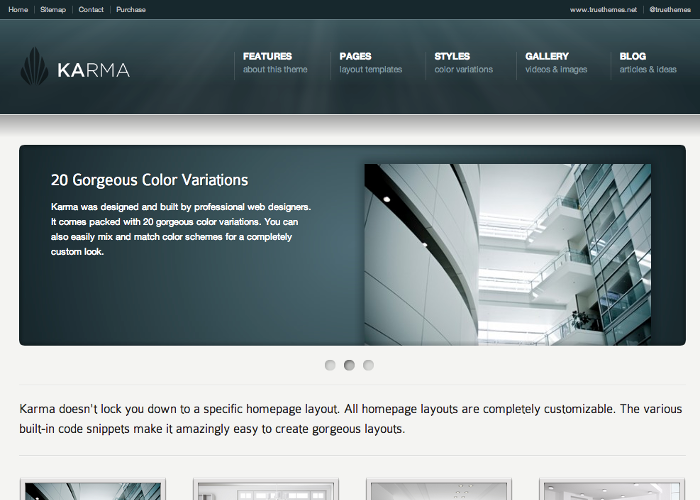 Home Sitemap Contact Purchase www.truethemes.net @truethemes
KARMA
FEATURES PAGES STYLES GALLERY BLOG
about this theme layout templates color variations videos & images articles & ideas
20 Gorgeous Color Variations
Karma was designed and built by professional web designers.
It comes packed with 20 gorgeous color variations. You can
also easily mix and match color schemes for a completely
custom look.
Karma doesn't lock you down to a specific homepage layout. All homepage layouts are completely customizable. The various
built-in code snippets make it amazingly easy to create gorgeous layouts.